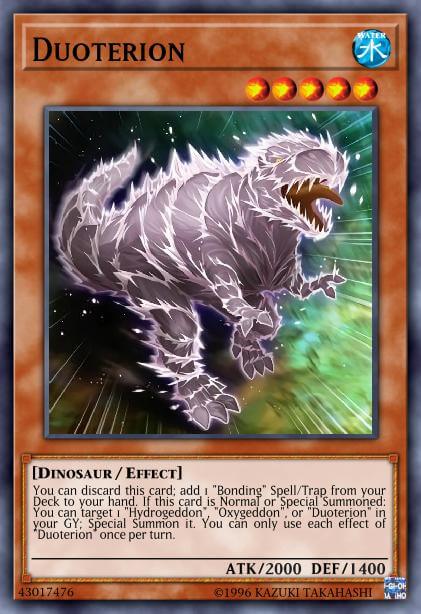 DUOTERION
WATER
水
[DINOSAUR / EFFECT]
You can discard this card; add 1 "Bonding" Spell/Trap from your
Deck to your hand. If this card is Normal or Special Summoned:
You can target 1 "Hydrogeddon", "Oxygeddon", or "Duoterion" in
your GY; Special Summon it. You can only use each effect of
"Duoterion" once per turn.
ATK/2000 DEF/1400
43017476
©1996 KAZUKI TAKAHASHI